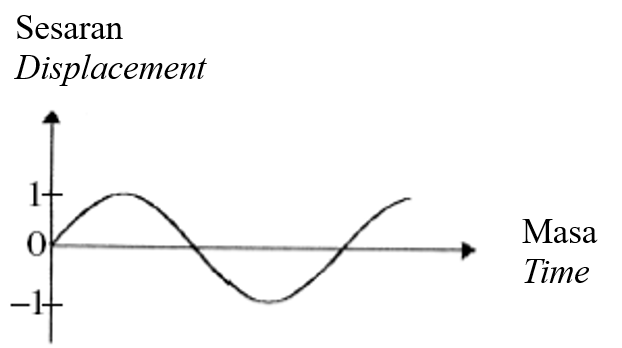 Sesaran
Displacement
1
0
−1
Masa
Time